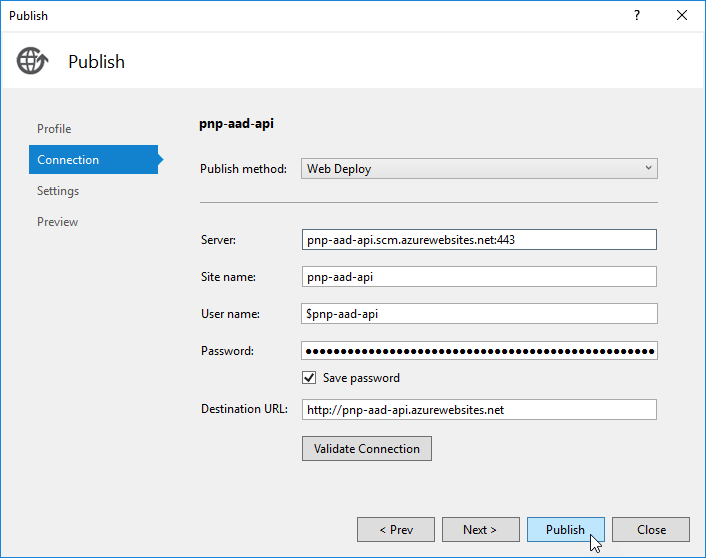 Publish
?
Publish
Profile
Connection
Settings
Preview
pnp-aad-api
Publish method: Web Deploy
Server: pnp-aad-api.scm.azurewebsites.net:443
Site name: pnp-aad-api
User name: $pnp-aad-api
Password: ●●●●●●●●●●●●●●●●●●●●●●●●●●●●●●●●●●●●●●●●●●●●●●●●●●
Save password
Destination URL: http://pnp-aad-api.azurewebsites.net
Validate Connection
< Prev Next > Publish Close